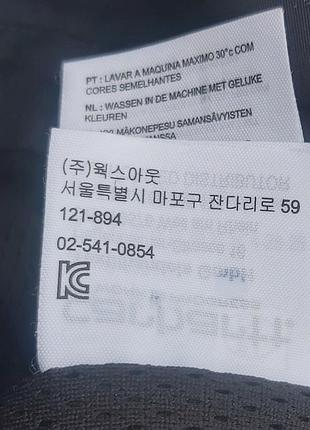 PT : LAVAR A MAQUINA MAXIMO 30°c COM
CORES SEMELHANTES
NL : WASSEN IN DE MACHINE MET GELIJKE
KLEUREN
KONEPESU SAMANSÄVYISTEN
(주)웍스아웃
서울특별시 마포구 잔다리로 59
121-894
02-541-0854